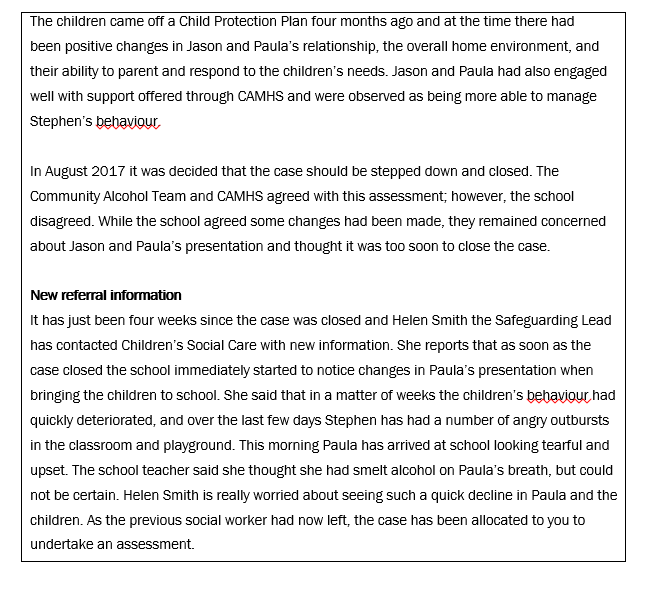 The children came off a Child Protection Plan four months ago and at the time there had
been positive changes in Jason and Paula's relationship, the overall home environment, and
their ability to parent and respond to the children's needs. Jason and Paula had also engaged
well with support offered through CAMHS and were observed as being more able to manage
Stephen's behaviour.
In August 2017 it was decided that the case should be stepped down and closed. The
Community Alcohol Team and CAMHS agreed with this assessment; however, the school
disagreed. While the school agreed some changes had been made, they remained concerned
about Jason and Paula's presentation and thought it was too soon to close the case.
New referral information
It has just been four weeks since the case was closed and Helen Smith the Safeguarding Lead
has contacted Children's Social Care with new information. She reports that as soon as the
case closed the school immediately started to notice changes in Paula's presentation when
bringing the children to school. She said that in a matter of weeks the children's behaviour had
quickly deteriorated, and over the last few days Stephen has had a number of angry outbursts
in the classroom and playground. This morning Paula has arrived at school looking tearful and
upset. The school teacher said she thought she had smelt alcohol on Paula's breath, but could
not be certain. Helen Smith is really worried about seeing such a quick decline in Paula and the
children. As the previous social worker had now left, the case has been allocated to you to
undertake an assessment.